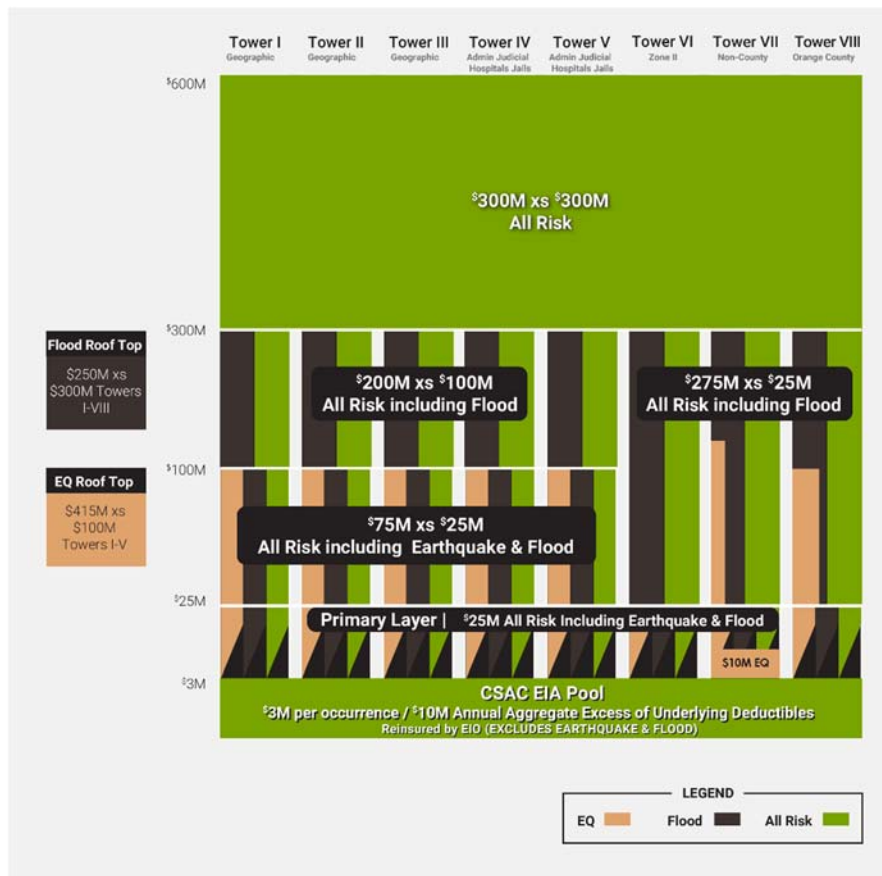 Tower I
Geographic
Tower II
Geographic
Tower III
Geographic
Tower IV
Admin Judicial
Hospitals Jails
Tower V
Admin Judicial
Hospitals Jails
Tower VI
Zone II
Tower VII
Non-County
Tower VIII
Orange County
$600M
$300M xs $300M
All Risk
$300M
Flood Roof Top
$250M xs
$300M Towers
I-VIII
$200M xs $100M
All Risk including Flood
$275M xs $25M
All Risk including Flood
$100M
EQ Roof Top
$415M xs
$100M
Towers I-V
$75M xs $25M
All Risk including Earthquake & Flood
$25M
Primary Layer | $25M All Risk Including Earthquake & Flood
$10M EQ
$3M
CSAC EIA Pool
$3M per occurrence / $10M Annual Aggregate Excess of Underlying Deductibles
Reinsured by EIO (EXCLUDES EARTHQUAKE & FLOOD)
LEGEND
EQ Flood All Risk